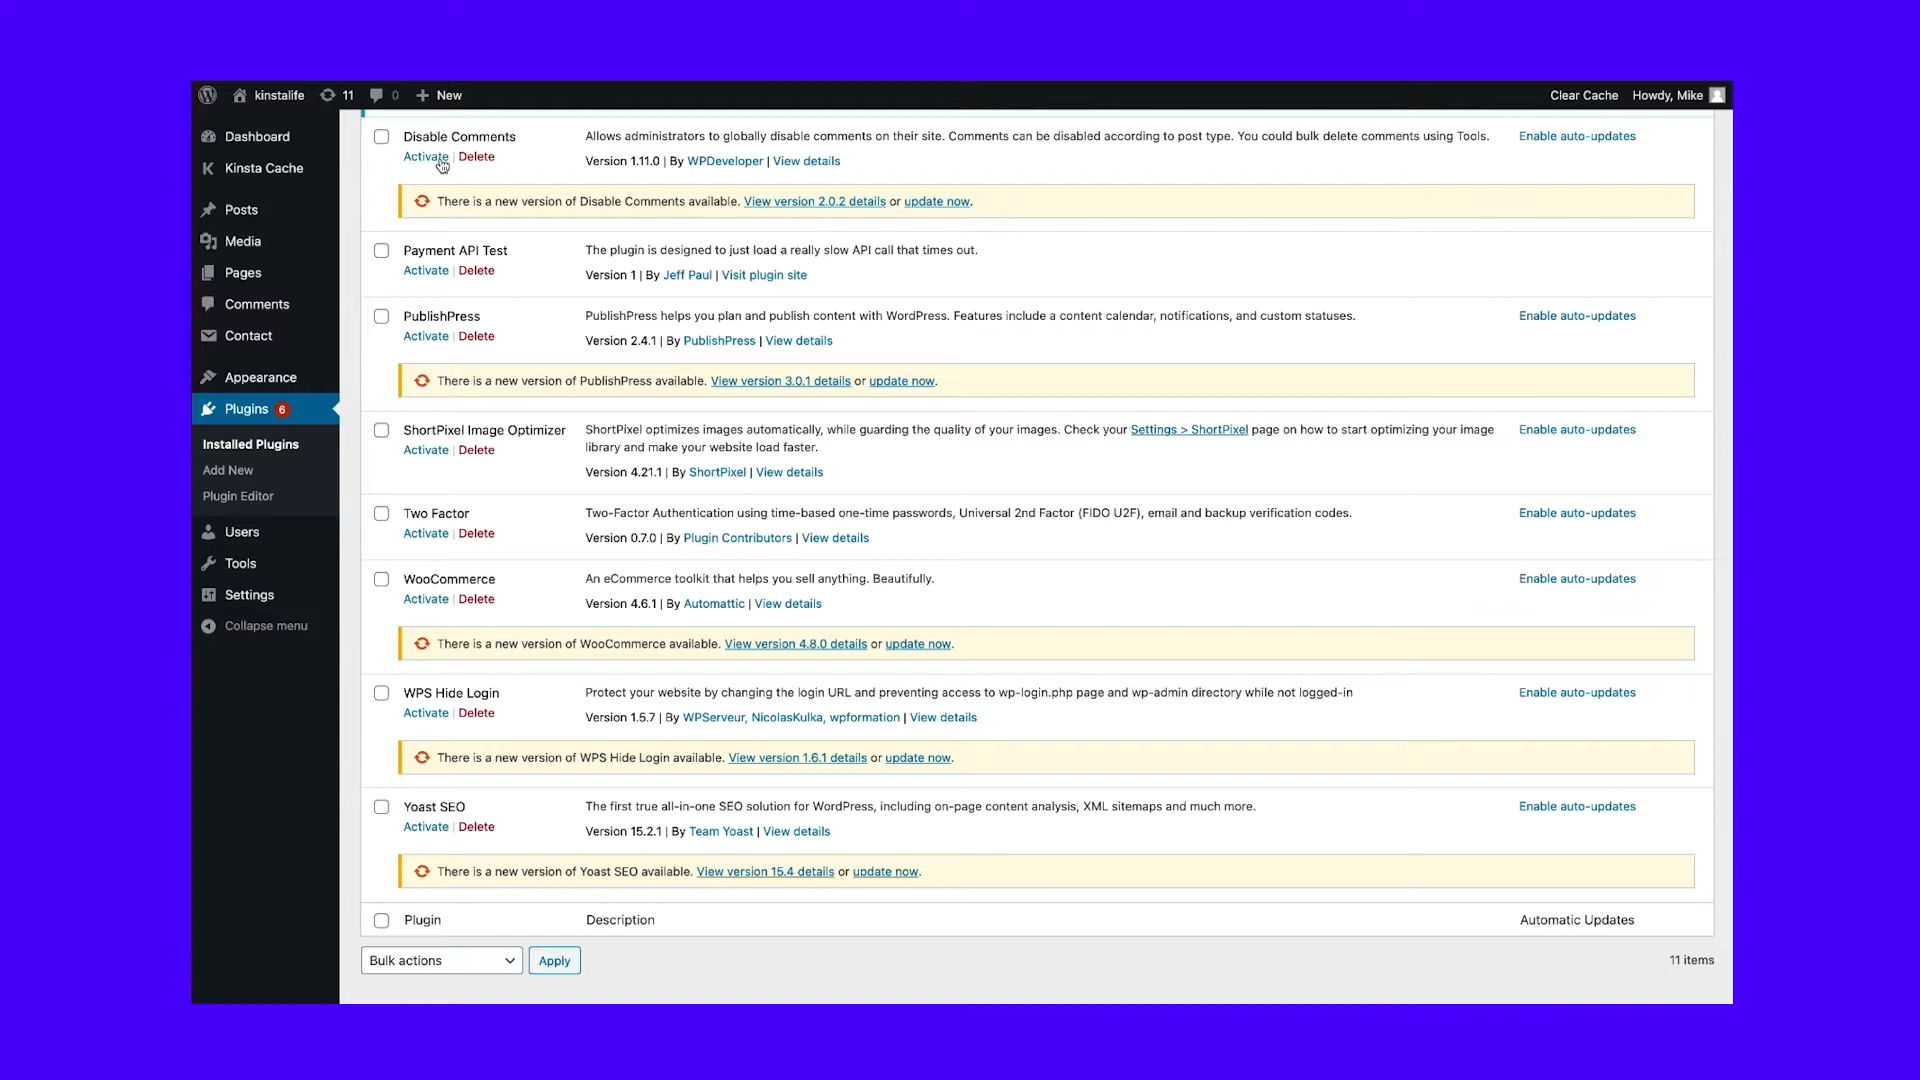 kinstalife 11 0 New Clear Cache Howdy, Mike
Dashboard
Kinsta Cache
Posts
Media
Pages
Comments
Contact
Appearance
Plugins 6
Installed Plugins
Add New
Plugin Editor
Users
Tools
Settings
Collapse menu
Disable Comments
Activate | Delete
Allows administrators to globally disable comments on their site. Comments can be disabled according to post type. You could bulk delete comments using Tools.
Version 1.11.0 | By WPDeveloper | View details
Enable auto-updates
There is a new version of Disable Comments available. View version 2.0.2 details or update now.
Payment API Test
Activate | Delete
The plugin is designed to just load a really slow API call that times out.
Version 1 | By Jeff Paul | Visit plugin site
PublishPress
Activate | Delete
PublishPress helps you plan and publish content with WordPress. Features include a content calendar, notifications, and custom statuses.
Version 2.4.1 | By PublishPress | View details
Enable auto-updates
There is a new version of PublishPress available. View version 3.0.1 details or update now.
ShortPixel Image Optimizer
Activate | Delete
ShortPixel optimizes images automatically, while guarding the quality of your images. Check your Settings > ShortPixel page on how to start optimizing your image
library and make your website load faster.
Version 4.21.1 | By ShortPixel | View details
Enable auto-updates
Two Factor
Activate | Delete
Two-Factor Authentication using time-based one-time passwords, Universal 2nd Factor (FIDO U2F), email and backup verification codes.
Version 0.7.0 | By Plugin Contributors | View details
Enable auto-updates
WooCommerce
Activate | Delete
An eCommerce toolkit that helps you sell anything. Beautifully.
Version 4.6.1 | By Automattic | View details
Enable auto-updates
There is a new version of WooCommerce available. View version 4.8.0 details or update now.
WPS Hide Login
Activate | Delete
Protect your website by changing the login URL and preventing access to wp-login.php page and wp-admin directory while not logged-in
Version 1.5.7 | By WPServeur, NicolasKulka, wpformation | View details
Enable auto-updates
There is a new version of WPS Hide Login available. View version 1.6.1 details or update now.
Yoast SEO
Activate | Delete
The first true all-in-one SEO solution for WordPress, including on-page content analysis, XML sitemaps and much more.
Version 15.2.1 | By Team Yoast | View details
Enable auto-updates
There is a new version of Yoast SEO available. View version 15.4 details or update now.
Plugin Description Automatic Updates
Bulk actions Apply 11 items